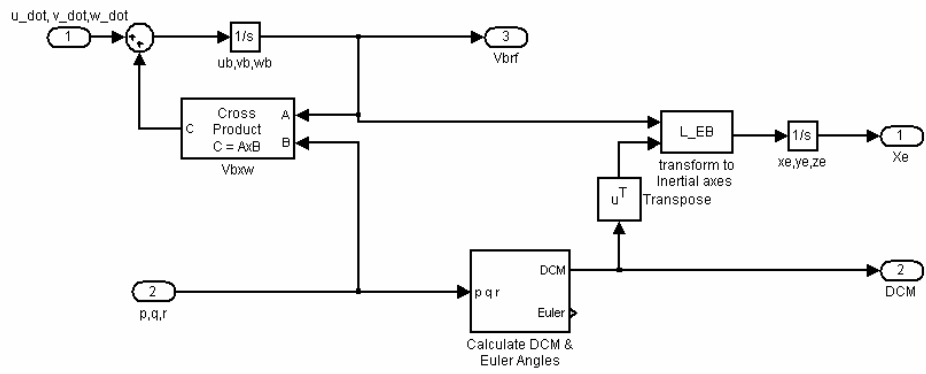 u_dot, v_dot,w_dot
1
+
+
1/s
ub,vb,wb
3
Vbrf
Cross
Product
C = AxB
C
A
B
Vbxw
L_EB
transform to
Inertial axes
1/s
xe,ye,ze
1
Xe
uT
Transpose
2
p,q,r
p q r
DCM
Euler
Calculate DCM &
Euler Angles
2
DCM